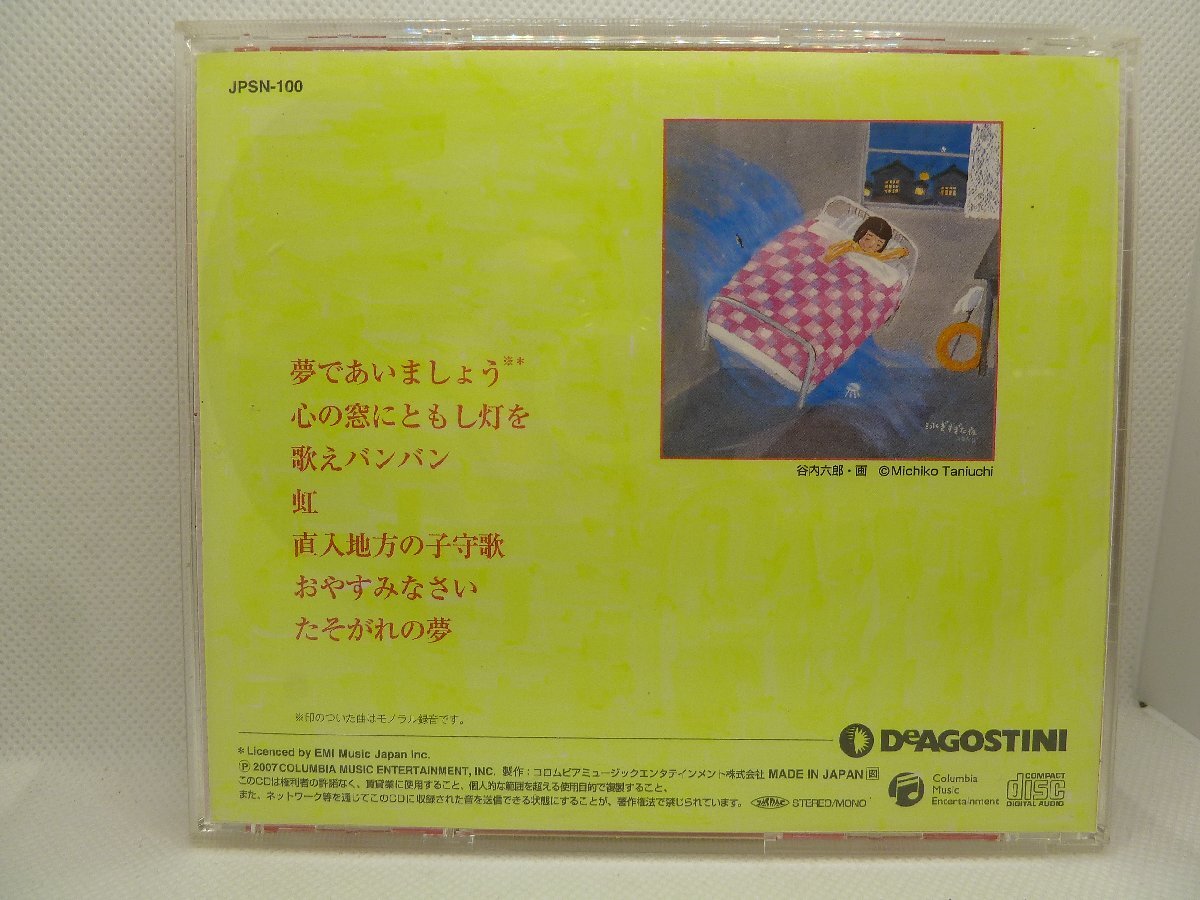 JPSN-100
谷内六郎・画 ©Michiko Taniuchi
夢であいましょう※*
心の窓にともし灯を
歌えバンバン
虹
直入地方の子守歌
おやすみなさい
たそがれの夢
※印のついた曲はモノラル録音です。
DeAGOSTINI
* Licenced by EMI Music Japan Inc.
Ⓟ 2007 COLUMBIA MUSIC ENTERTAINMENT, INC. 製作:コロムビアミュージックエンタテインメント株式会社 MADE IN JAPAN 図
このCDは権利者の許諾なく、賃貸業に使用すること、個人的な範囲を超える使用目的で複製すること、
また、ネットワーク等を通じてこのCDに収録された音を送信できる状態にすることが、著作権法で禁じられています。 STEREO/MONO
Columbia
Music
Entertainment
COMPACT
disc
DIGITAL AUDIO